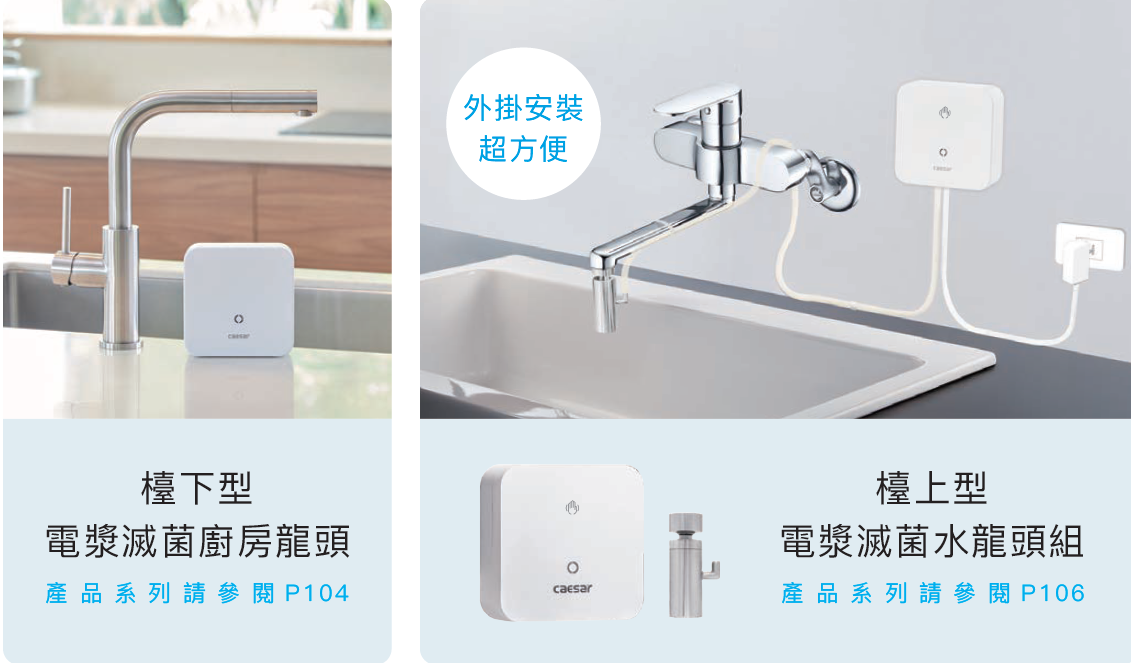 caesar
外掛安裝
超方便
caesar
檯下型
電漿滅菌廚房龍頭
產品系列請參閱P104
caesar
檯上型
電漿滅菌水龍頭組
產品系列請參閱P106